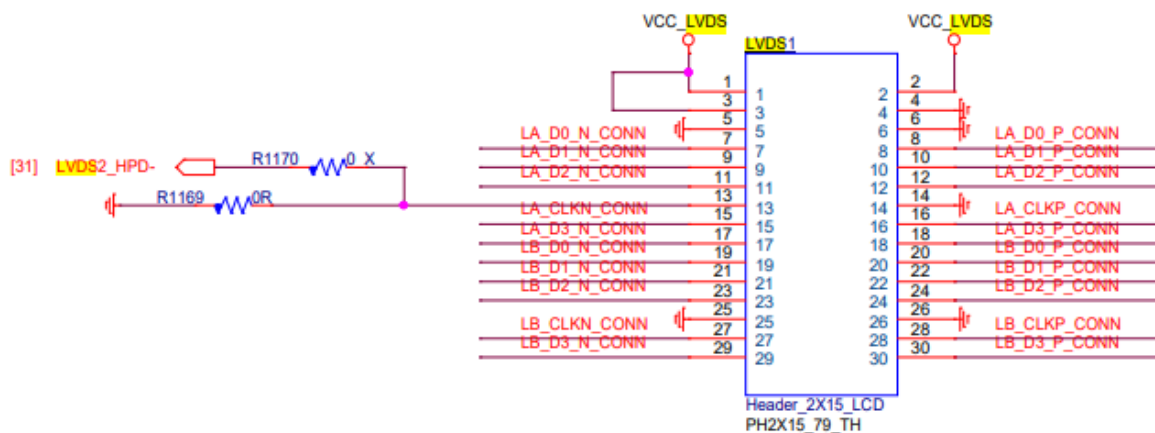 VCC_LVDS VCC_LVDS
LVDS1
1 1 2 2
3 3 4 4
5 5 6 6
LA_D0_N_CONN 7 7 8 8 LA_D0_P_CONN
[31] LVDS2_HPD- R1170 0_X LA_D1_N_CONN 9 9 10 10 LA_D1_P_CONN
LA_D2_N_CONN 11 11 12 12 LA_D2_P_CONN
R1169 0R 13 13 14 14
LA_CLKN_CONN 15 15 16 16 LA_CLKP_CONN
LA_D3_N_CONN 17 17 18 18 LA_D3_P_CONN
LB_D0_N_CONN 19 19 20 20 LB_D0_P_CONN
LB_D1_N_CONN 21 21 22 22 LB_D1_P_CONN
LB_D2_N_CONN 23 23 24 24 LB_D2_P_CONN
25 25 26 26
LB_CLKN_CONN 27 27 28 28 LB_CLKP_CONN
LB_D3_N_CONN 29 29 30 30 LB_D3_P_CONN
Header_2X15_LCD
PH2X15_79_TH